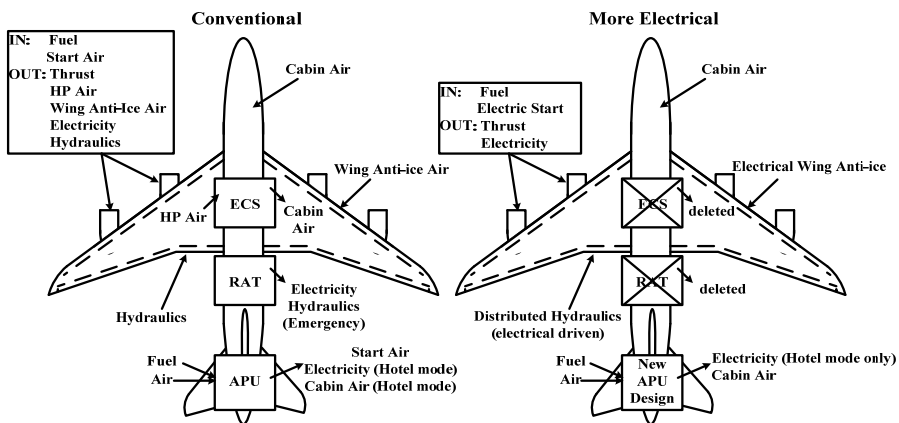 Conventional
IN: Fuel
Start Air
OUT: Thrust
HP Air
Wing Anti-Ice Air
Electricity
Hydraulics
Cabin Air
Wing Anti-ice Air
HP Air
ECS
Cabin
Air
RAT
Hydraulics
Electricity
Hydraulics
(Emergency)
Fuel
Air
APU
Start Air
Electricity (Hotel mode)
Cabin Air (Hotel mode)
More Electrical
IN: Fuel
Electric Start
OUT: Thrust
Electricity
Cabin Air
Electrical Wing Anti-ice
ECS
deleted
RAT
deleted
Distributed Hydraulics
(electrical driven)
Fuel
Air
New
APU
Design
Electricity (Hotel mode only)
Cabin Air